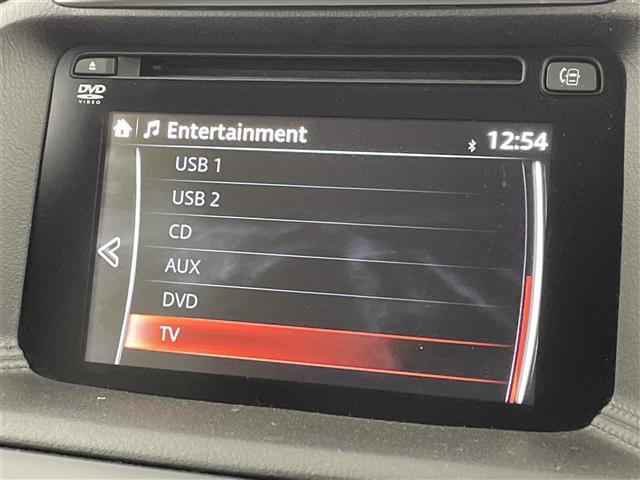 DVD
VIDEO
Entertainment
12:54
USB 1
USB 2
CD
AUX
DVD
TV